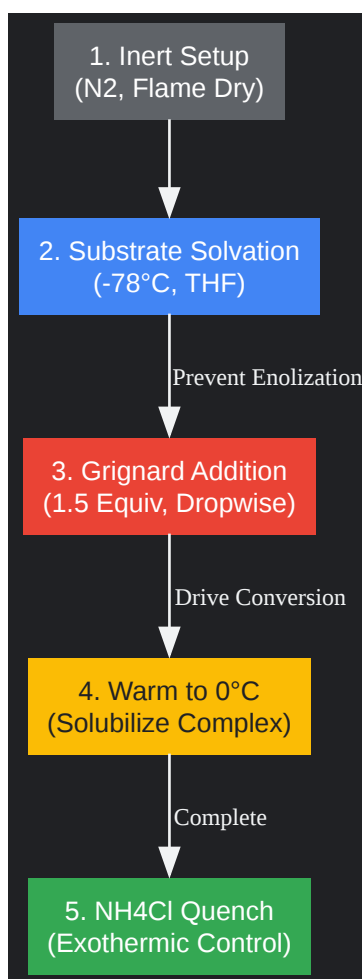 1. Inert Setup
(N2, Flame Dry)
2. Substrate Solvation
(-78°C, THF)
Prevent Enolization
3. Grignard Addition
(1.5 Equiv, Dropwise)
Drive Conversion
4. Warm to 0°C
(Solubilize Complex)
Complete
5. NH4Cl Quench
(Exothermic Control)